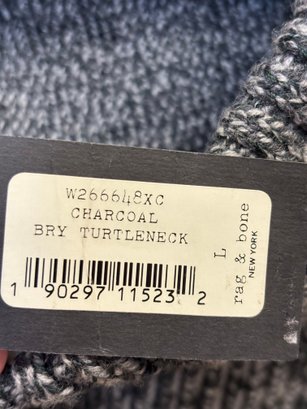 W266648XC
CHARCOAL
BRY TURTLENECK
1 90297 11523 2
L
rag & bone
NEW YORK